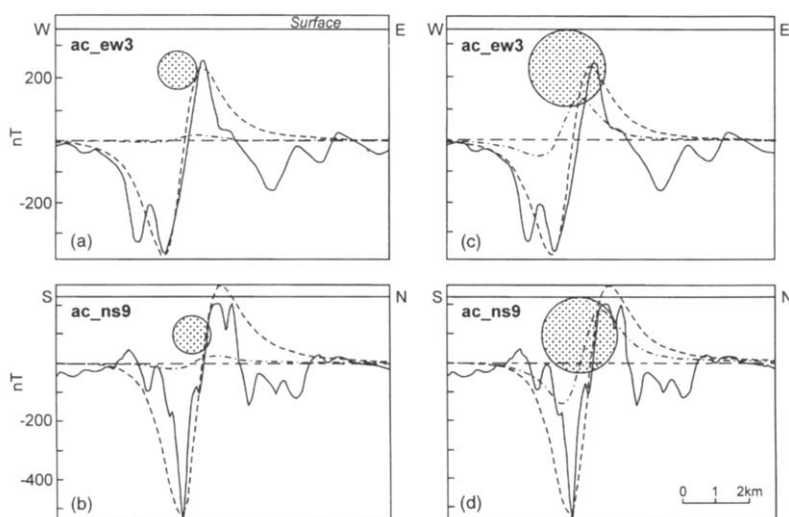 Surface
W E W E
ac_ew3 ac_ew3
200
nT
-200
(a) (c)
S N S N
ac_ns9 ac_ns9
nT
-200
-400
(b) (d)
0 1 2km